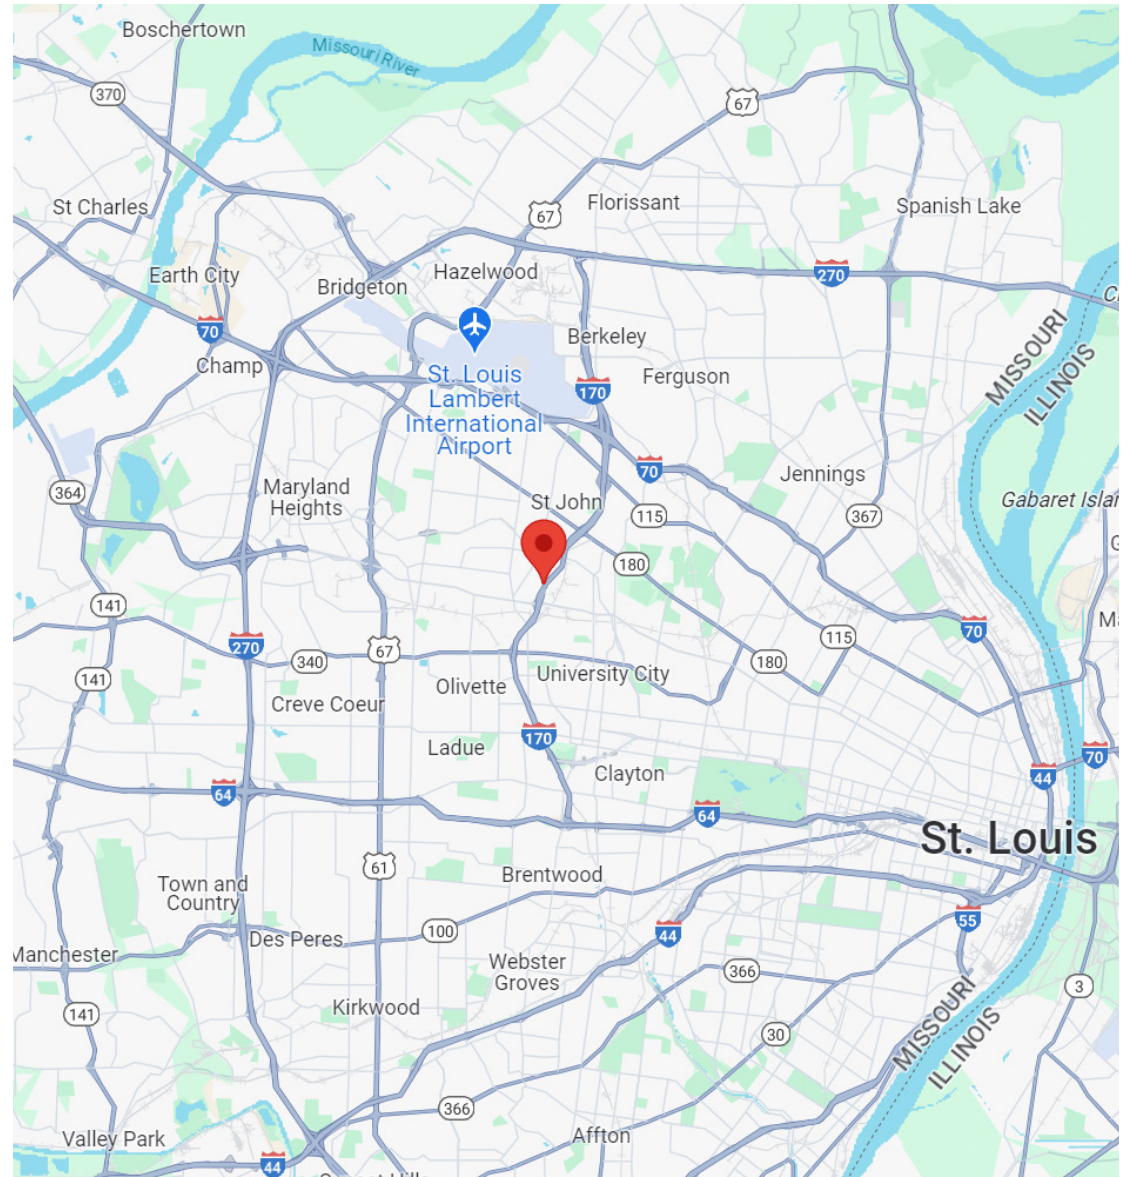 Boschertown
Missouri River
370
67
St Charles
67
Florissant
Spanish Lake
Earth City
Bridgeton
Hazelwood
270
70
Champ
Berkeley
St. Louis
Lambert
International
Airport
170
Ferguson
MISSOURI
ILLINOIS
70
Jennings
Maryland
Heights
364
St John
115
367
Gabaret Islar
180
141
270
340
67
115
70
180
141
Creve Coeur
Olivette
University City
170
Ladue
Clayton
64
64
44
70
St. Louis
61
Brentwood
Town and
Country
55
Manchester
Des Peres
100
44
Webster
Groves
366
3
141
Kirkwood
30
MISSOURI
ILLINOIS
366
Valley Park
Affton
44